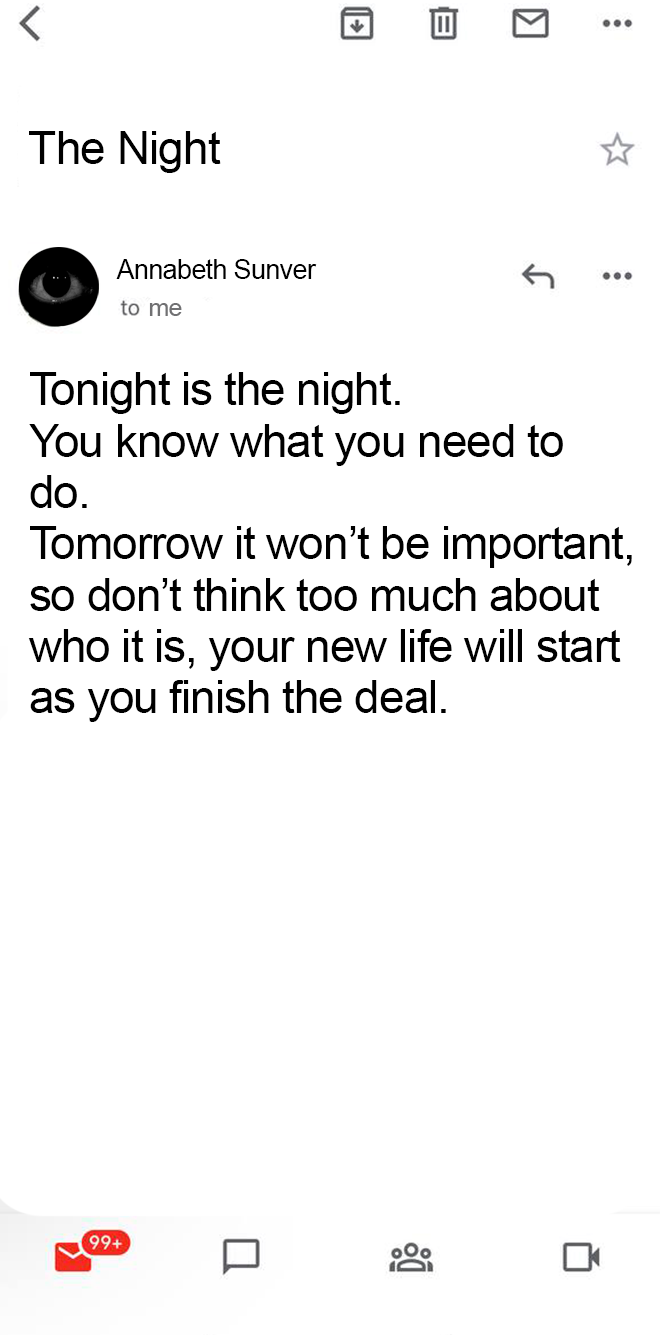 The Night
Annabeth Sunver
to me
Tonight is the night.
You know what you need to
do.
Tomorrow it won’t be important,
so don’t think too much about
who it is, your new life will start
as you finish the deal.
99+